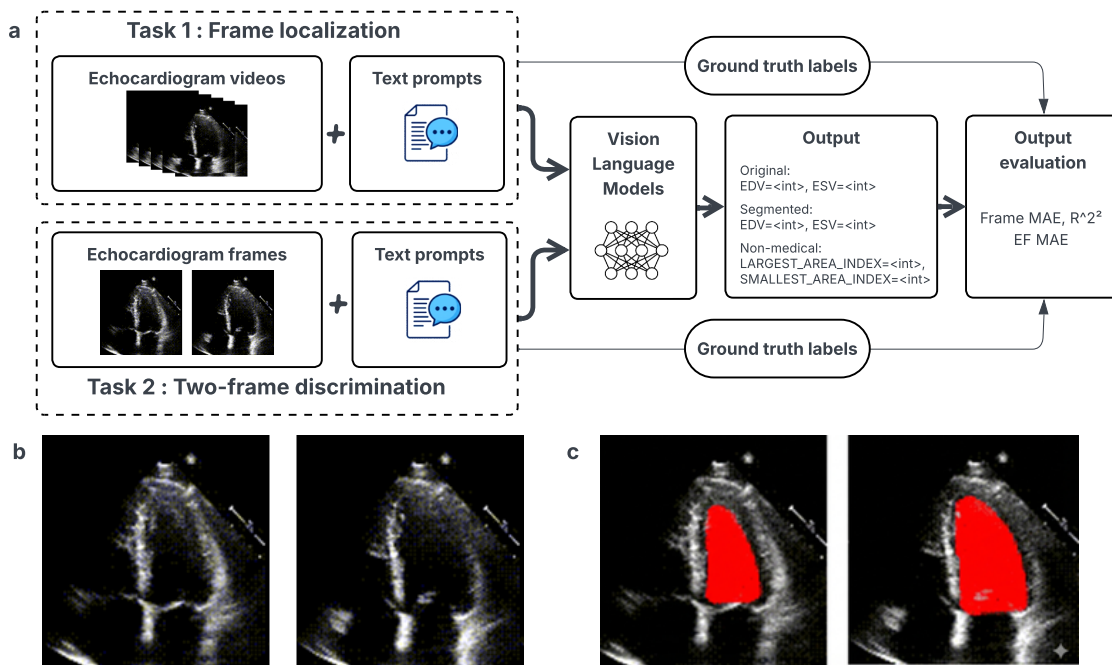 a
Task 1 : Frame localization
Echocardiogram videos
Text prompts
Ground truth labels
Vision
Language
Models
Output
Original:
EDV=<int>, ESV=<int>
Segmented:
EDV=<int>, ESV=<int>
Non-medical:
LARGEST_AREA_INDEX=<int>,
SMALLEST_AREA_INDEX=<int>
Output
evaluation
Frame MAE, R^2²
EF MAE
Echocardiogram frames
Text prompts
Ground truth labels
Task 2 : Two-frame discrimination
b
c